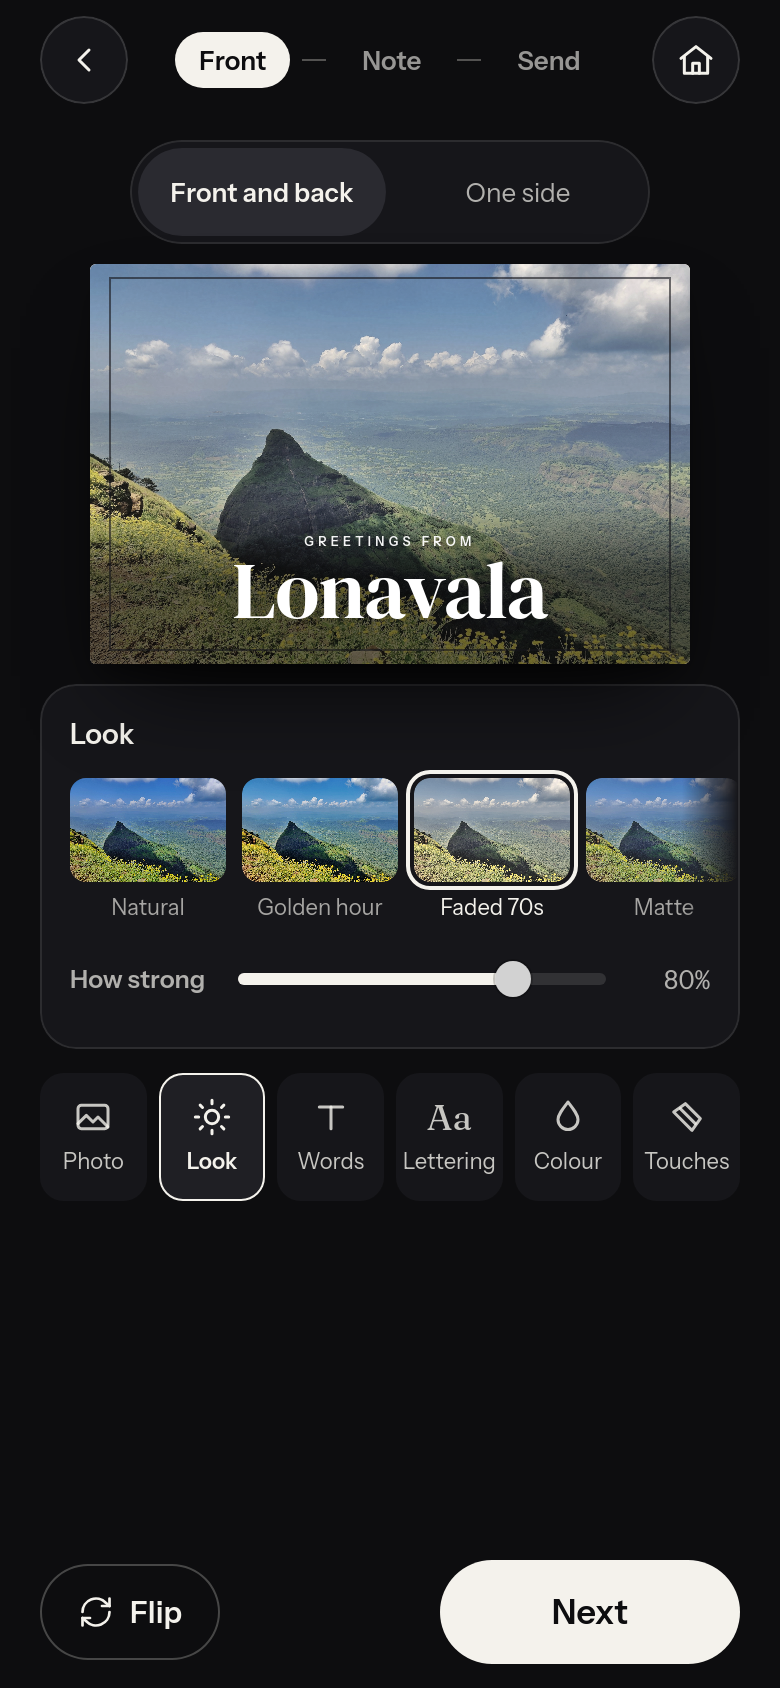 Front
Note
Send
Front and back
One side
GREETINGS FROM
Lonavala
Look
Natural
Golden hour
Faded 70s
Matte
How strong
80%
Photo
Look
Words
Aa
Lettering
Colour
Touches
Flip
Next